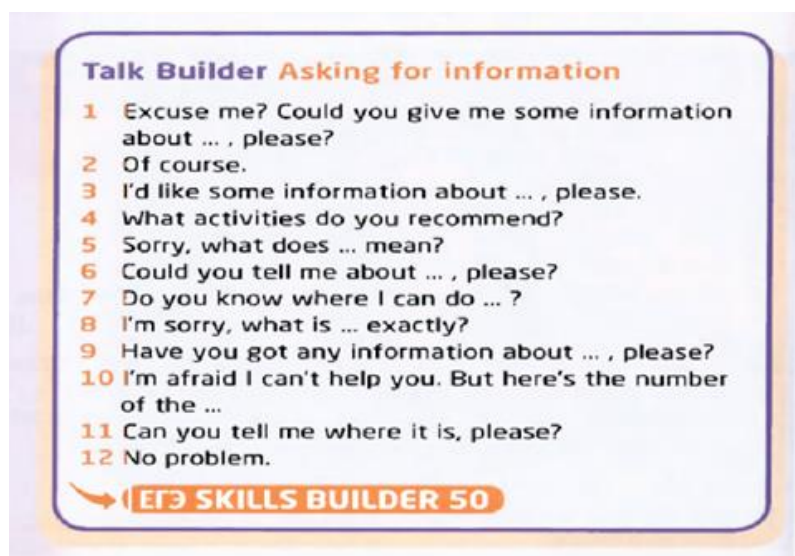 Talk Builder Asking for information
1 Excuse me? Could you give me some information
about ... , please?
2 Of course.
3 I'd like some information about ... , please.
4 What activities do you recommend?
5 Sorry, what does ... mean?
6 Could you tell me about ... , please?
7 Do you know where I can do ... ?
8 I'm sorry, what is ... exactly?
9 Have you got any information about ... , please?
10 I'm afraid I can't help you. But here's the number
of the ...
11 Can you tell me where it is, please?
12 No problem.
ЕГЭ SKILLS BUILDER 50